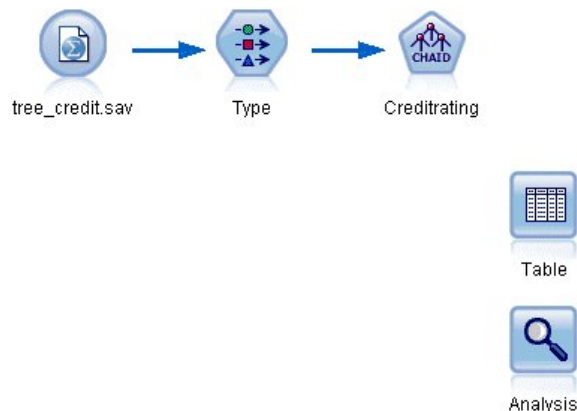 CHAID
tree_credit.sav
Type
Creditrating
Table
Analysis